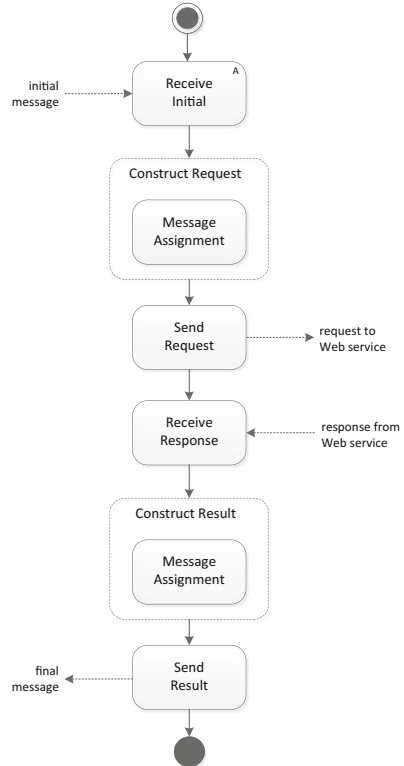 A
Receive
Initial
initial
message
Construct Request
Message
Assignment
Send
Request
request to
Web service
Receive
Response
response from
Web service
Construct Result
Message
Assignment
Send
Result
final
message